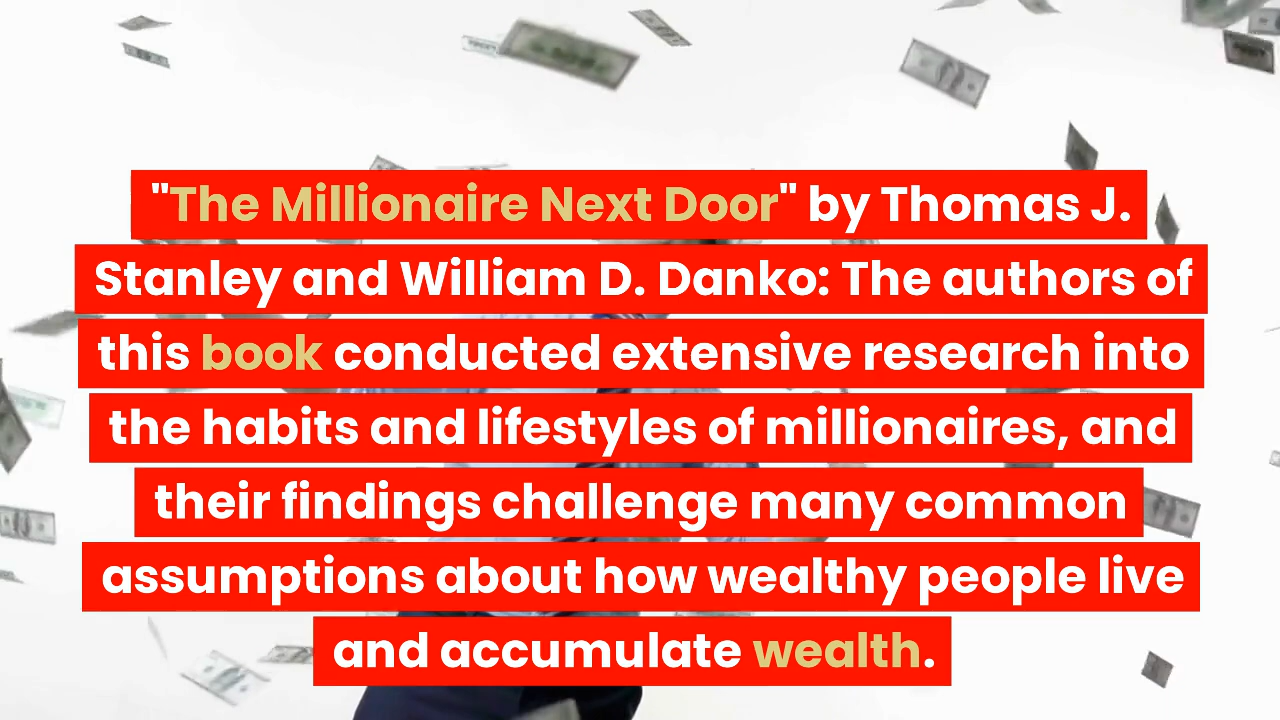 "The Millionaire Next Door" by Thomas J.
Stanley and William D. Danko: The authors of
this book conducted extensive research into
the habits and lifestyles of millionaires, and
their findings challenge many common
assumptions about how wealthy people live
and accumulate wealth.